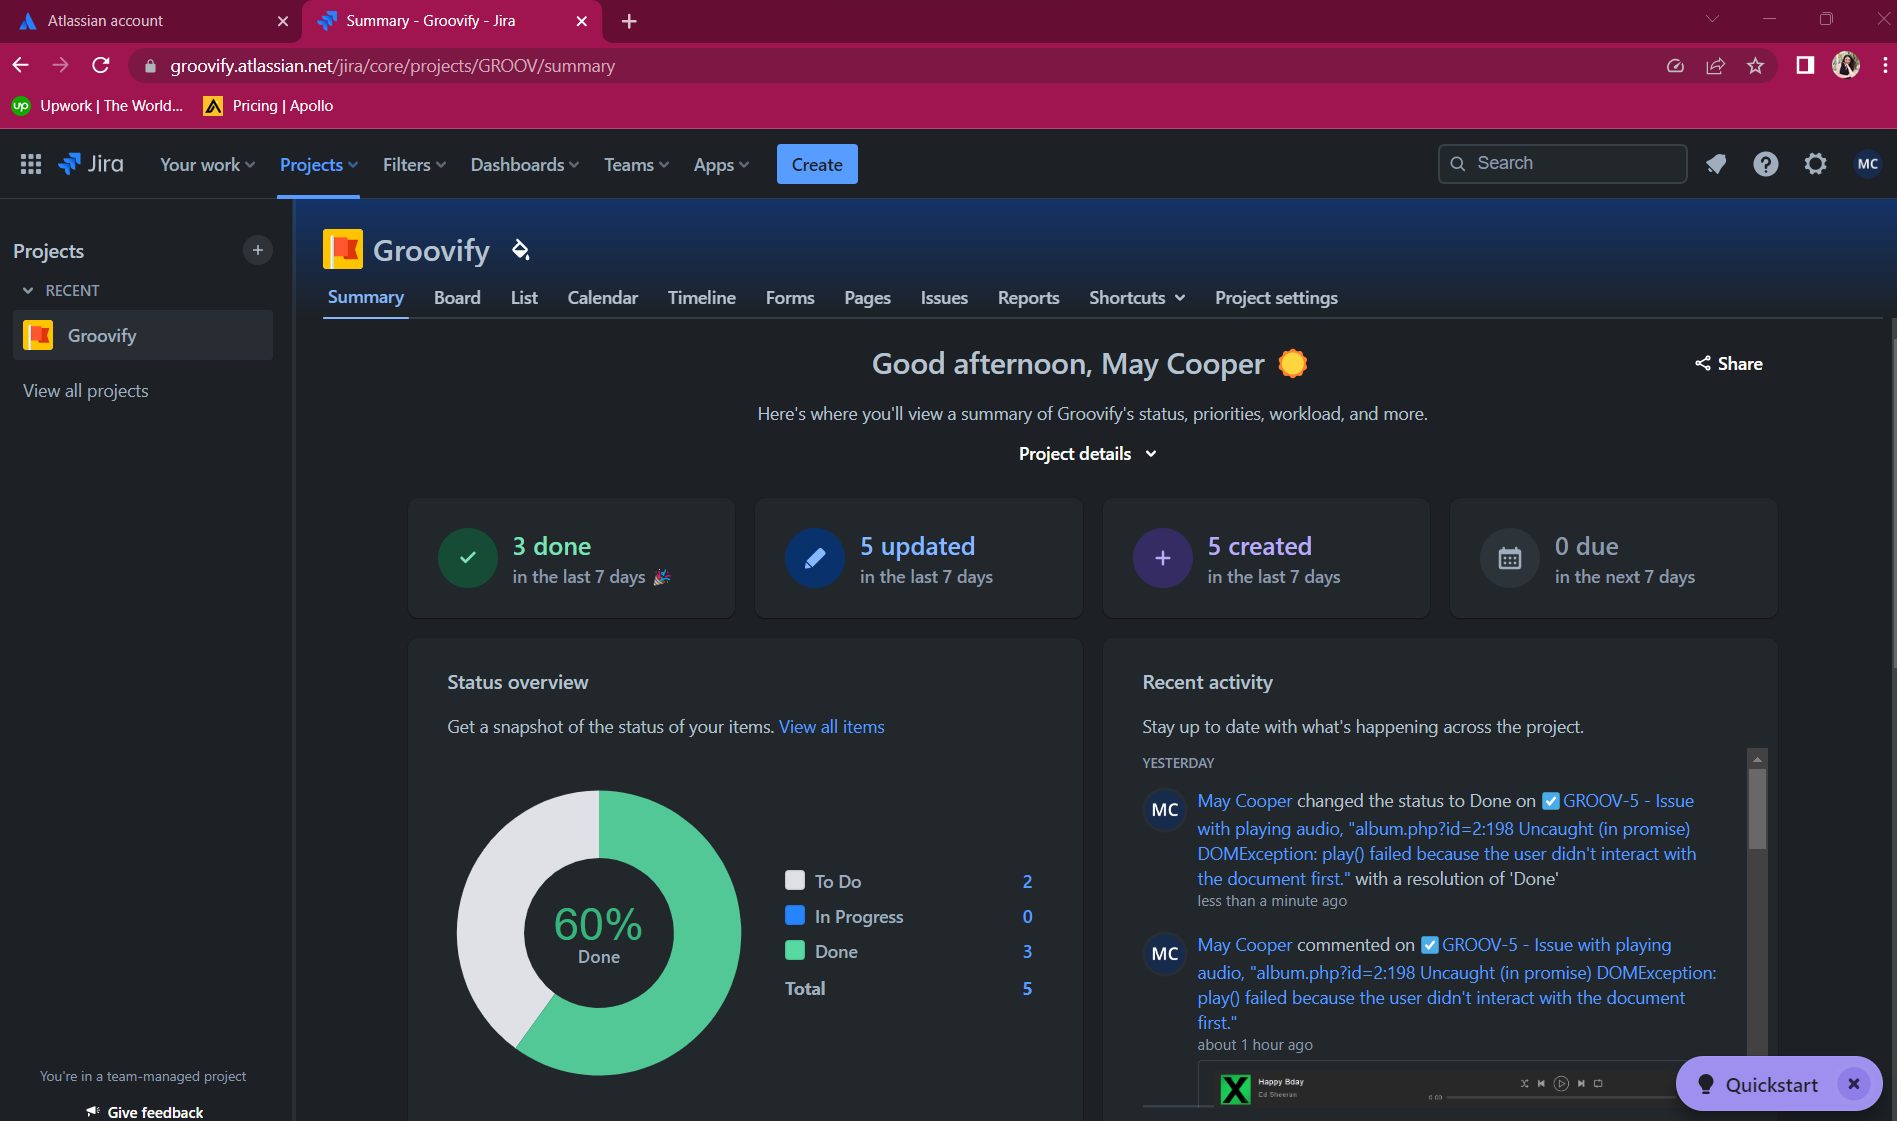 Atlassian account
Summary - Groovify - Jira
groovify.atlassian.net/jira/core/projects/GROOV/summary
up Upwork | The World...
Pricing | Apollo
Jira
Your work
Projects
Filters
Dashboards
Teams
Apps
Create
Search
MC
Projects
RECENT
Groovify
View all projects
You're in a team-managed project
Give feedback
Groovify
Summary
Board
List
Calendar
Timeline
Forms
Pages
Issues
Reports
Shortcuts
Project settings
Good afternoon, May Cooper
Share
Here's where you'll view a summary of Groovify's status, priorities, workload, and more.
Project details
3 done
in the last 7 days
5 updated
in the last 7 days
5 created
in the last 7 days
0 due
in the next 7 days
Status overview
Get a snapshot of the status of your items. View all items
60%
Done
To Do 2
In Progress 0
Done 3
Total 5
Recent activity
Stay up to date with what's happening across the project.
YESTERDAY
MC
May Cooper changed the status to Done on GROOV-5 - Issue
with playing audio, "album.php?id=2:198 Uncaught (in promise)
DOMException: play() failed because the user didn't interact with
the document first." with a resolution of 'Done'
less than a minute ago
MC
May Cooper commented on GROOV-5 - Issue with playing
audio, "album.php?id=2:198 Uncaught (in promise) DOMException:
play() failed because the user didn't interact with the document
first."
about 1 hour ago
Happy Bday
Ed Sheeran
0:00
Quickstart